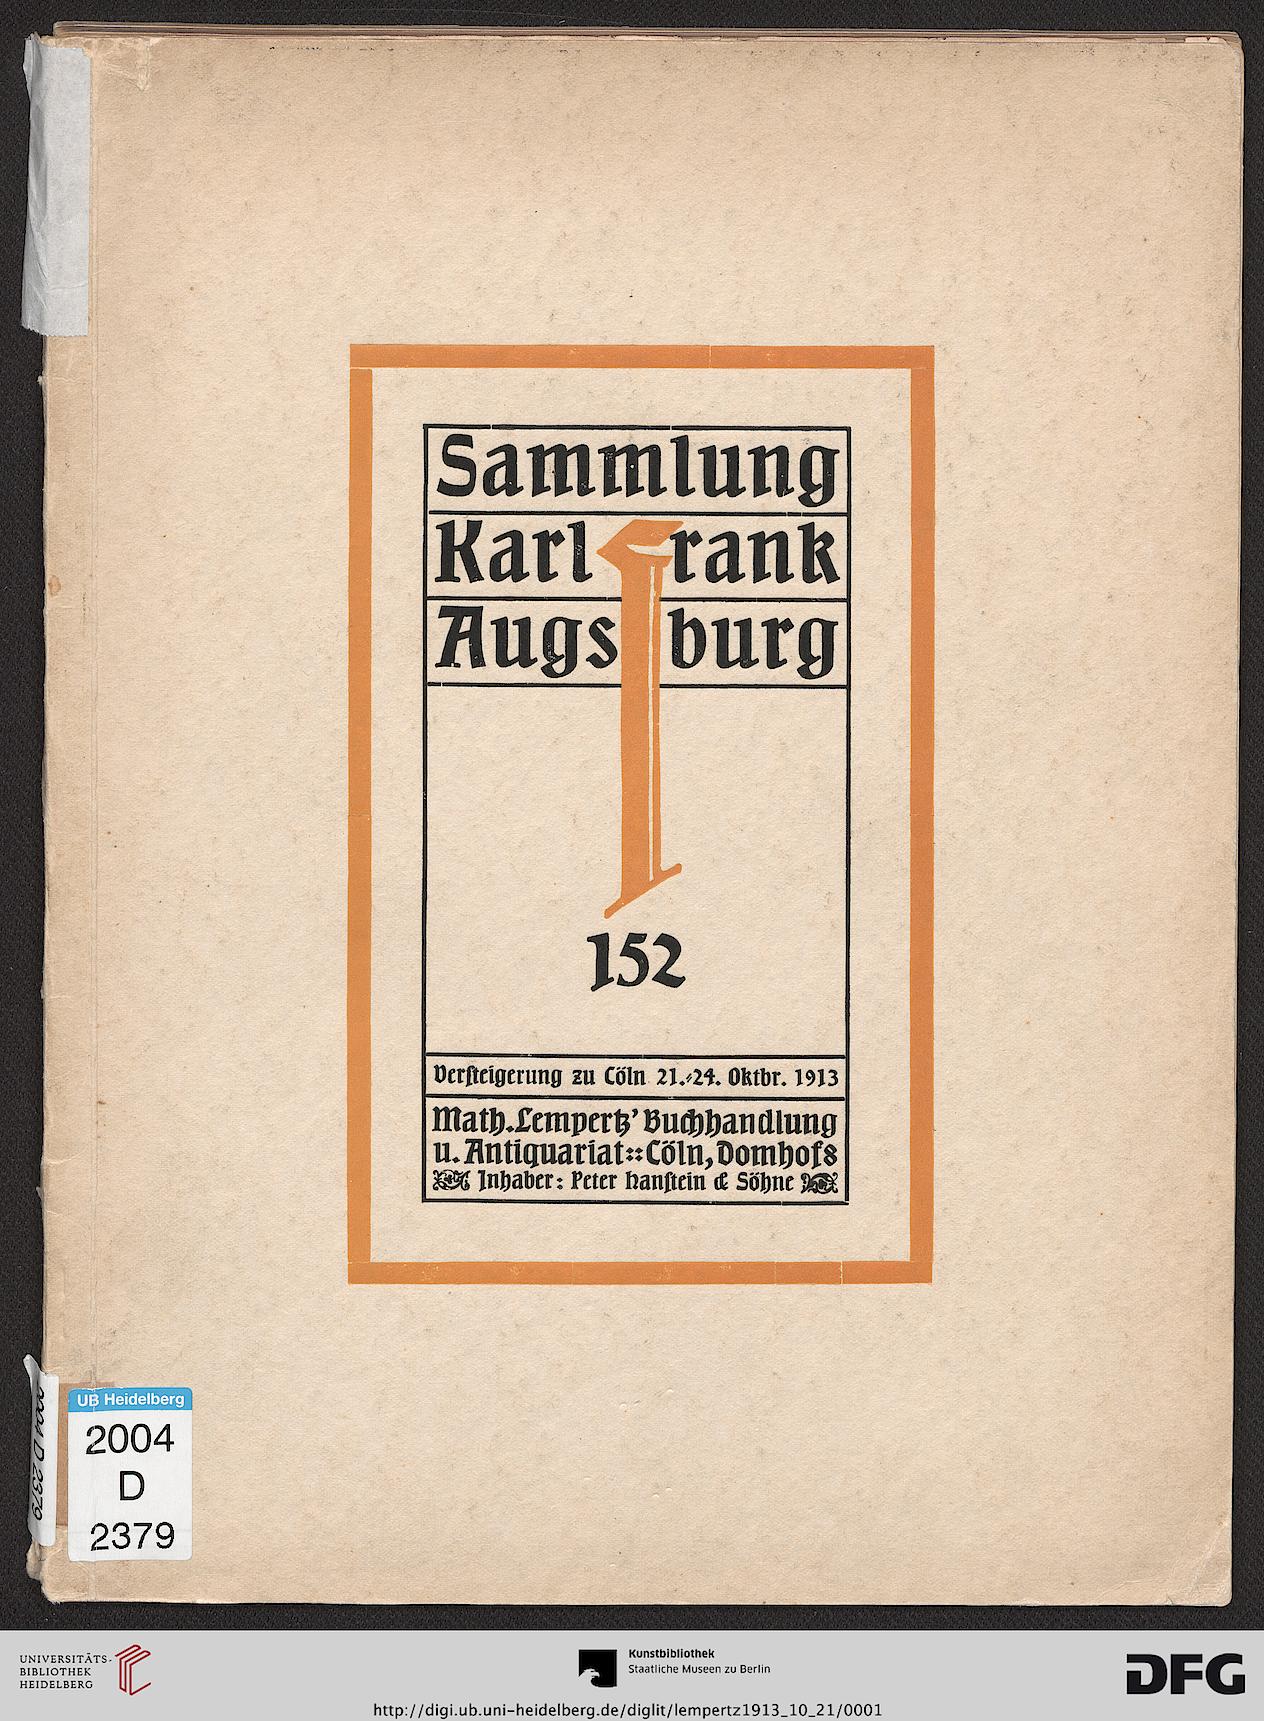 Sammlung
Karl Frank
Augsburg
152
Versteigerung zu Cöln 21.-24. Oktbr. 1913
Math. Lempertz' Buchhandlung
u. Antiquariat :: Cöln, Domhof 8
Inhaber: Peter Hanstein & Söhne
2004 D 2379
UB Heidelberg
2004
D
2379
UNIVERSITÄTS-
BIBLIOTHEK
HEIDELBERG
Kunstbibliothek
Staatliche Museen zu Berlin
DFG
http://digi.ub.uni-heidelberg.de/diglit/lempertz1913_10_21/0001